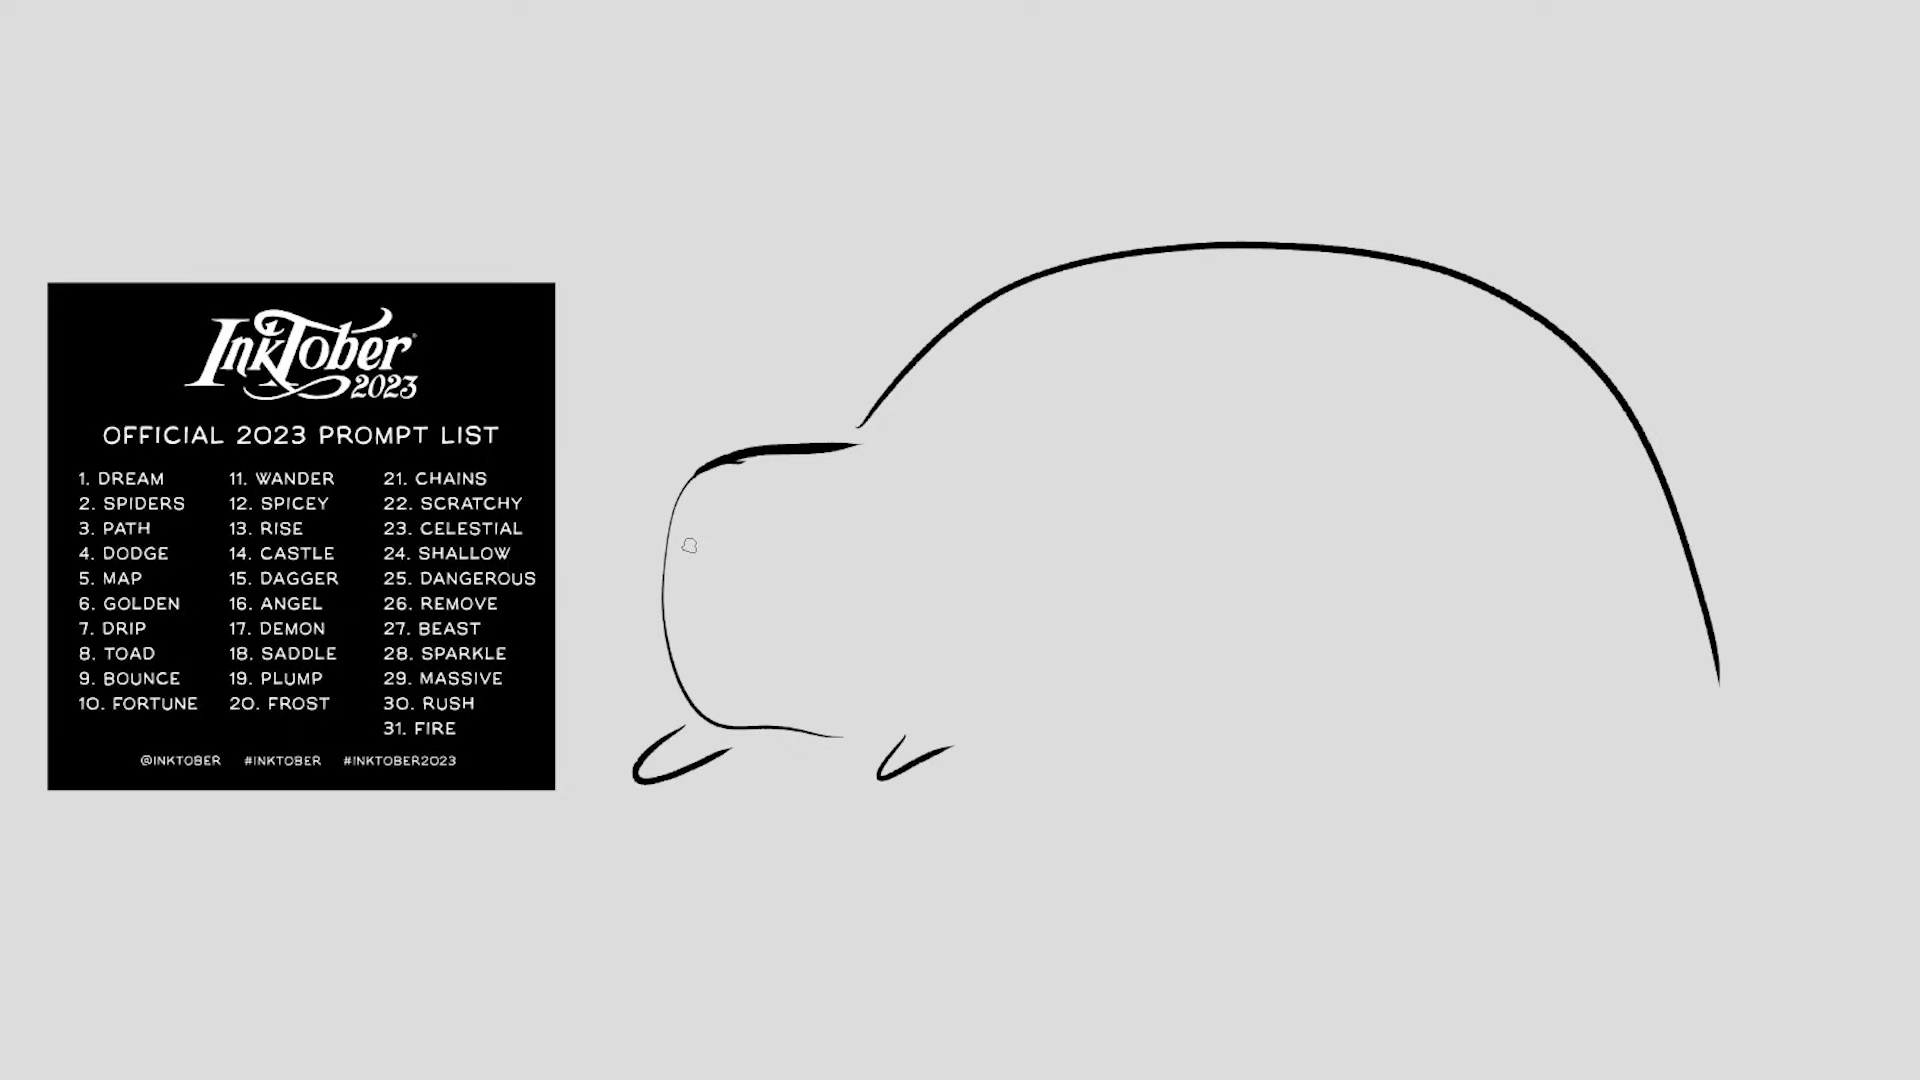 InkTober
2023
OFFICIAL 2023 PROMPT LIST
1. DREAM
2. SPIDERS
3. PATH
4. DODGE
5. MAP
6. GOLDEN
7. DRIP
8. TOAD
9. BOUNCE
10. FORTUNE
11. WANDER
12. SPICEY
13. RISE
14. CASTLE
15. DAGGER
16. ANGEL
17. DEMON
18. SADDLE
19. PLUMP
20. FROST
21. CHAINS
22. SCRATCHY
23. CELESTIAL
24. SHALLOW
25. DANGEROUS
26. REMOVE
27. BEAST
28. SPARKLE
29. MASSIVE
30. RUSH
31. FIRE
@INKTOBER #INKTOBER #INKTOBER2023